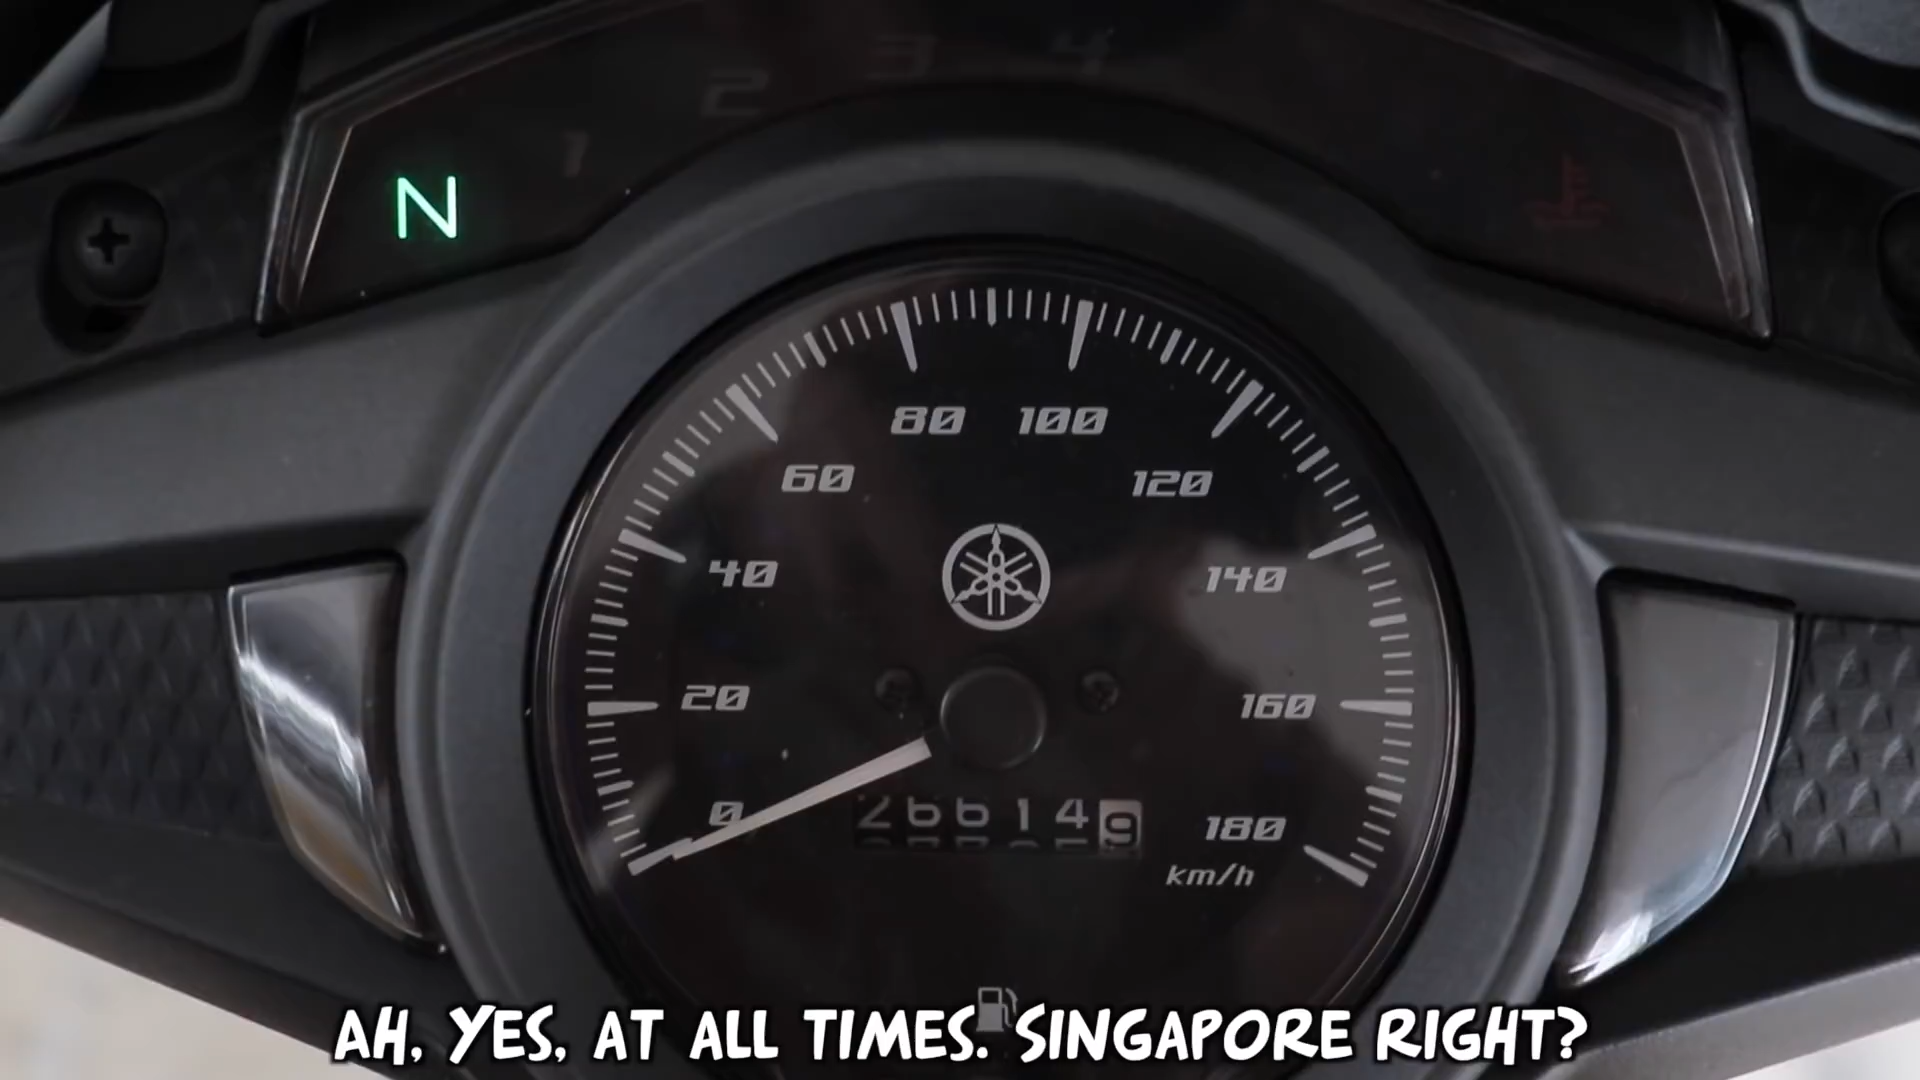 2 3 4
1
N
80 100
60 120
40 140
20 160
0 26614 9 180
km/h
AH, YES, AT ALL TIMES. SINGAPORE RIGHT?